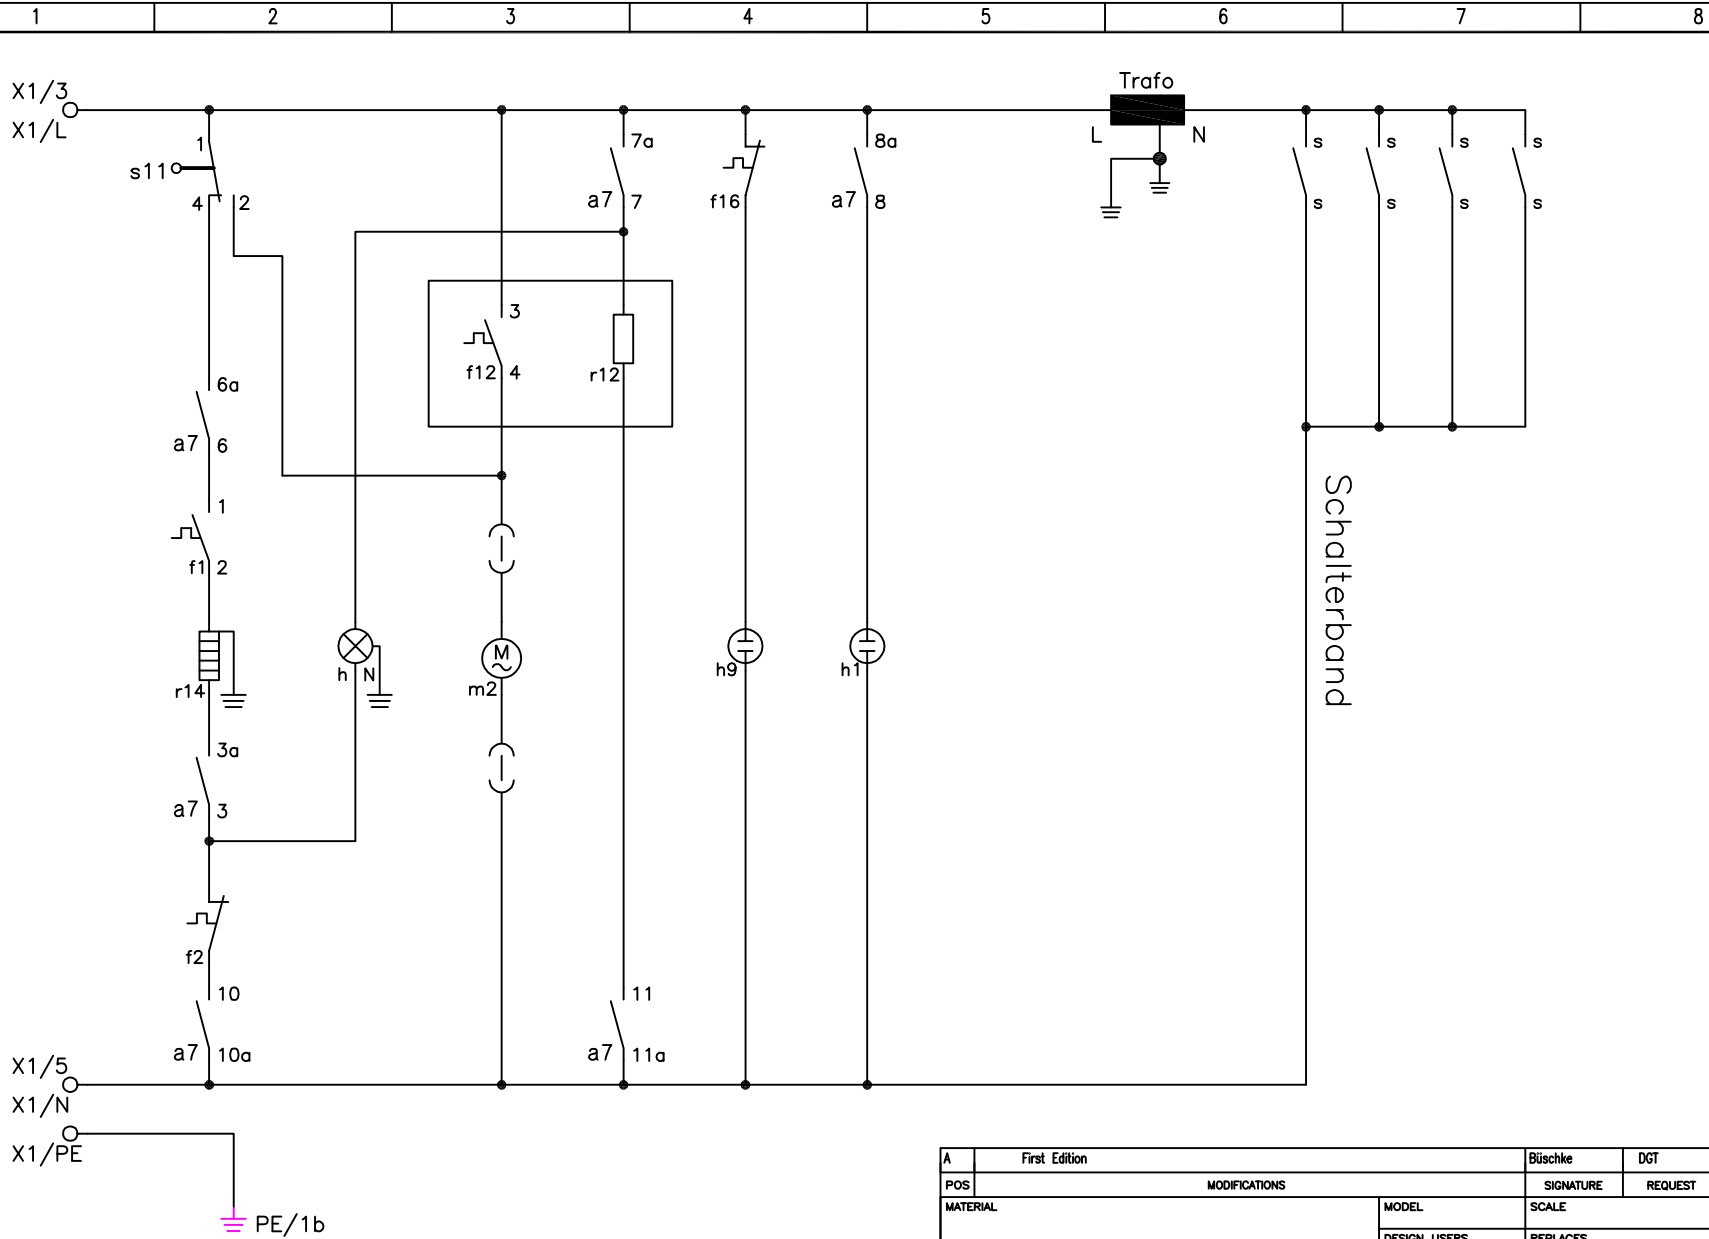 1 2 3 4 5 6 7 8
X1/3
X1/L
Trafo
L N
1
s11
4 2
7a
a7 7
f16
8a
a7 8
s s s s
s s s s
3
f12 4
r12
6a
a7 6
1
f1 2
Schalterband
r14
h N
M
m2
h9
h1
3a
a7 3
f2
10
a7 10a
11
a7 11a
X1/5
X1/N
X1/PE
PE/1b
A First Edition Büschke DGT
POS MODIFICATIONS SIGNATURE REQUEST
MATERIAL MODEL SCALE
DESIGN USERS REPLACES